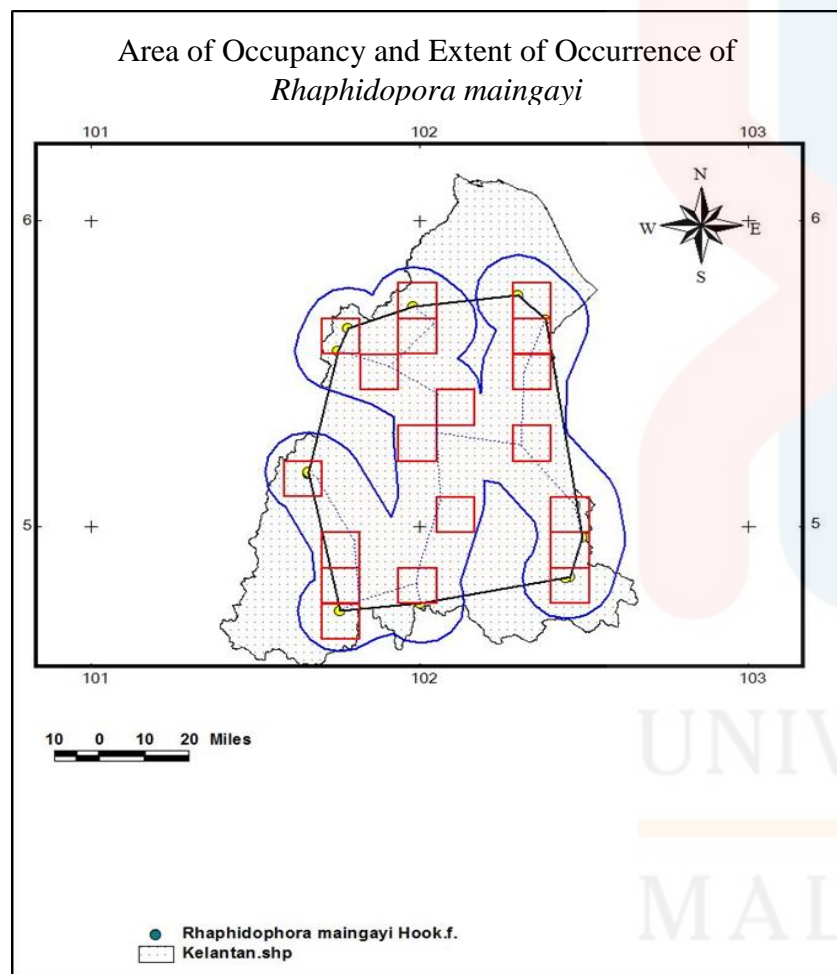 Area of Occupancy and Extent of Occurrence of
Rhaphidopora maingayi
101 102 103
N
W E
S
6 6
5 5
101 102 103
10 0 10 20 Miles
Rhaphidophora maingayi Hook.f.
Kelantan.shp
UNIV
MAL